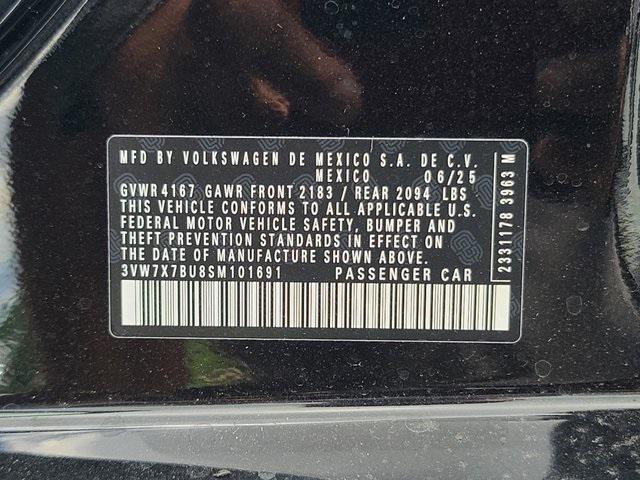 MFD BY VOLKSWAGEN DE MEXICO S.A. DE C.V.
MEXICO 06/25
GVWR 4167 GAWR FRONT 2183 / REAR 2094 LBS
THIS VEHICLE CONFORMS TO ALL APPLICABLE U.S.
FEDERAL MOTOR VEHICLE SAFETY, BUMPER AND
THEFT PREVENTION STANDARDS IN EFFECT ON
THE DATE OF MANUFACTURE SHOWN ABOVE.
3VW7X7BU8SM101691 PASSENGER CAR
2331178 3963 M